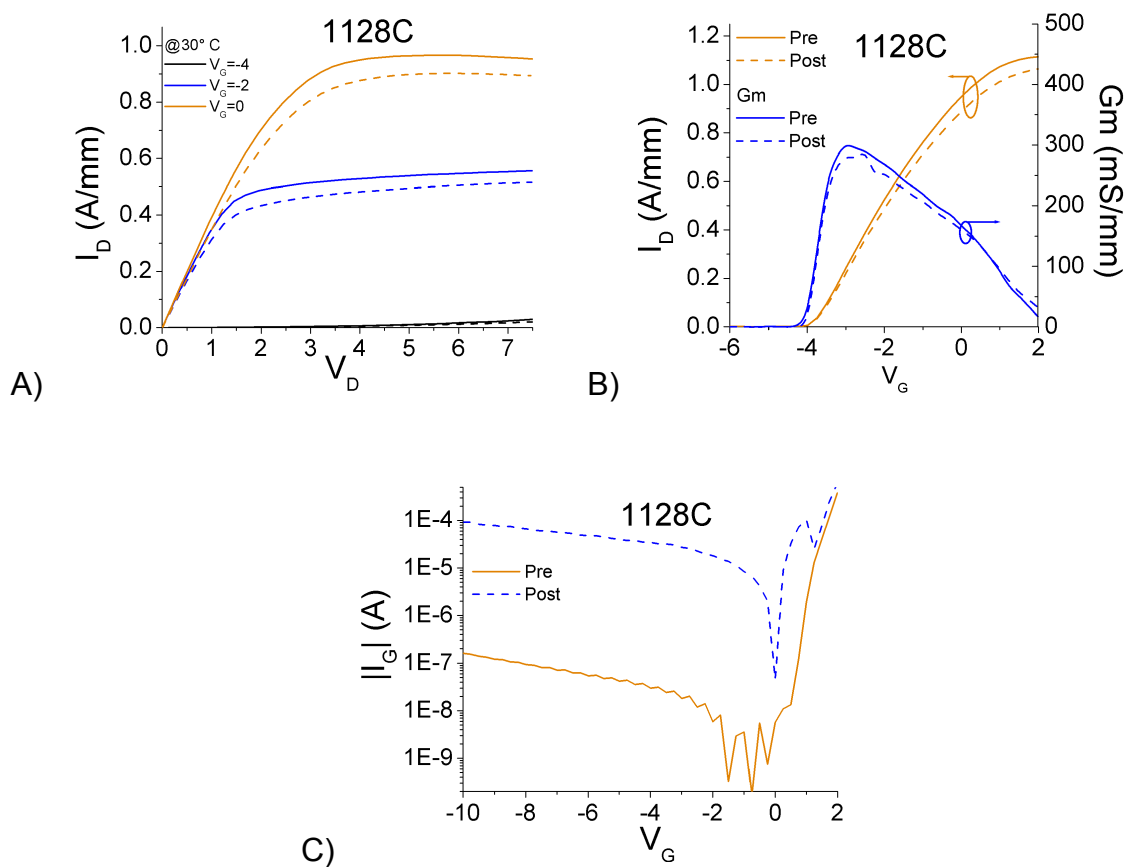 1128C
@30° C
V_G=-4
V_G=-2
V_G=0
I_D (A/mm)
1.0
0.8
0.6
0.4
0.2
0.0
0 1 2 3 4 5 6 7
V_D
A)
1128C
Pre
Post
Gm
Pre
Post
I_D (A/mm)
1.2
1.0
0.8
0.6
0.4
0.2
0.0
Gm (mS/mm)
500
400
300
200
100
0
-6 -4 -2 0 2
V_G
B)
1128C
Pre
Post
|I_G| (A)
1E-4
1E-5
1E-6
1E-7
1E-8
1E-9
-10 -8 -6 -4 -2 0 2
V_G
C)